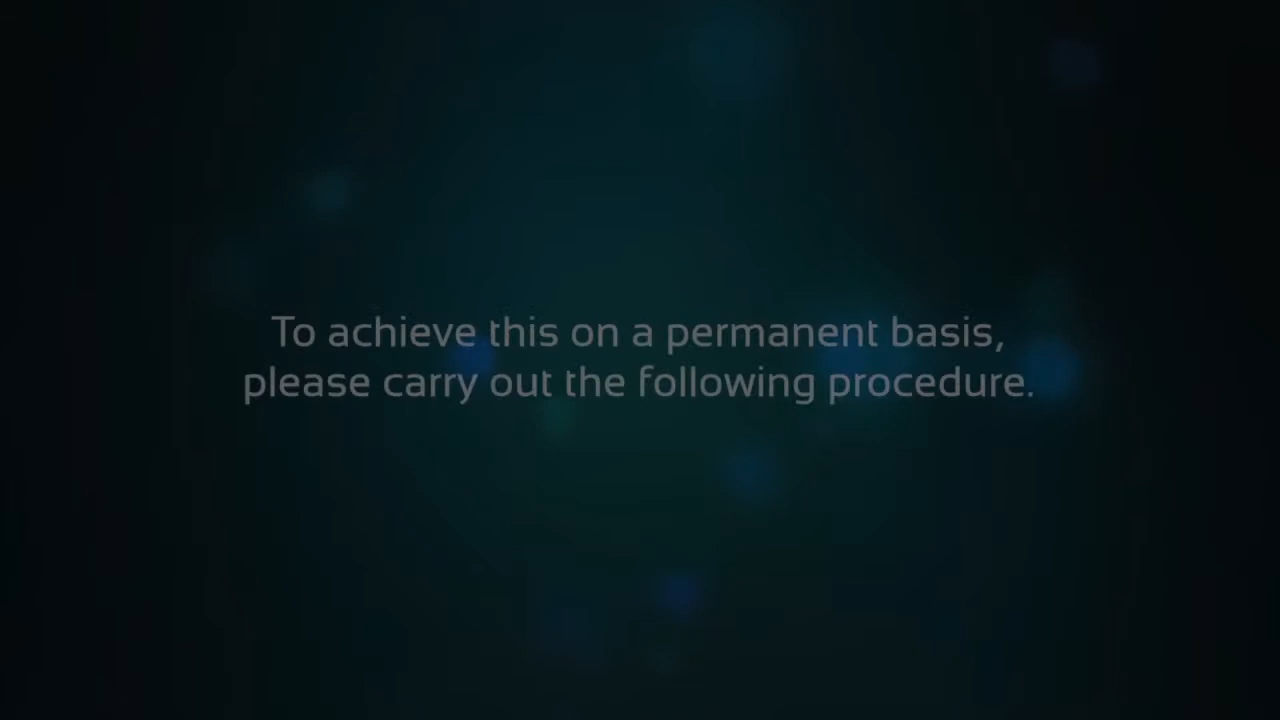 To achieve this on a permanent basis,
please carry out the following procedure.